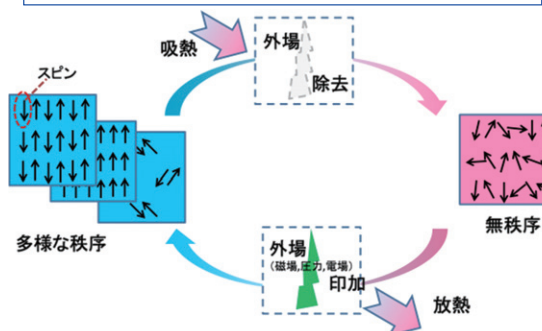 吸熱
外場
除去
スピン
多様な秩序
無秩序
外場
(磁場,圧力,電場)
印加
放熱